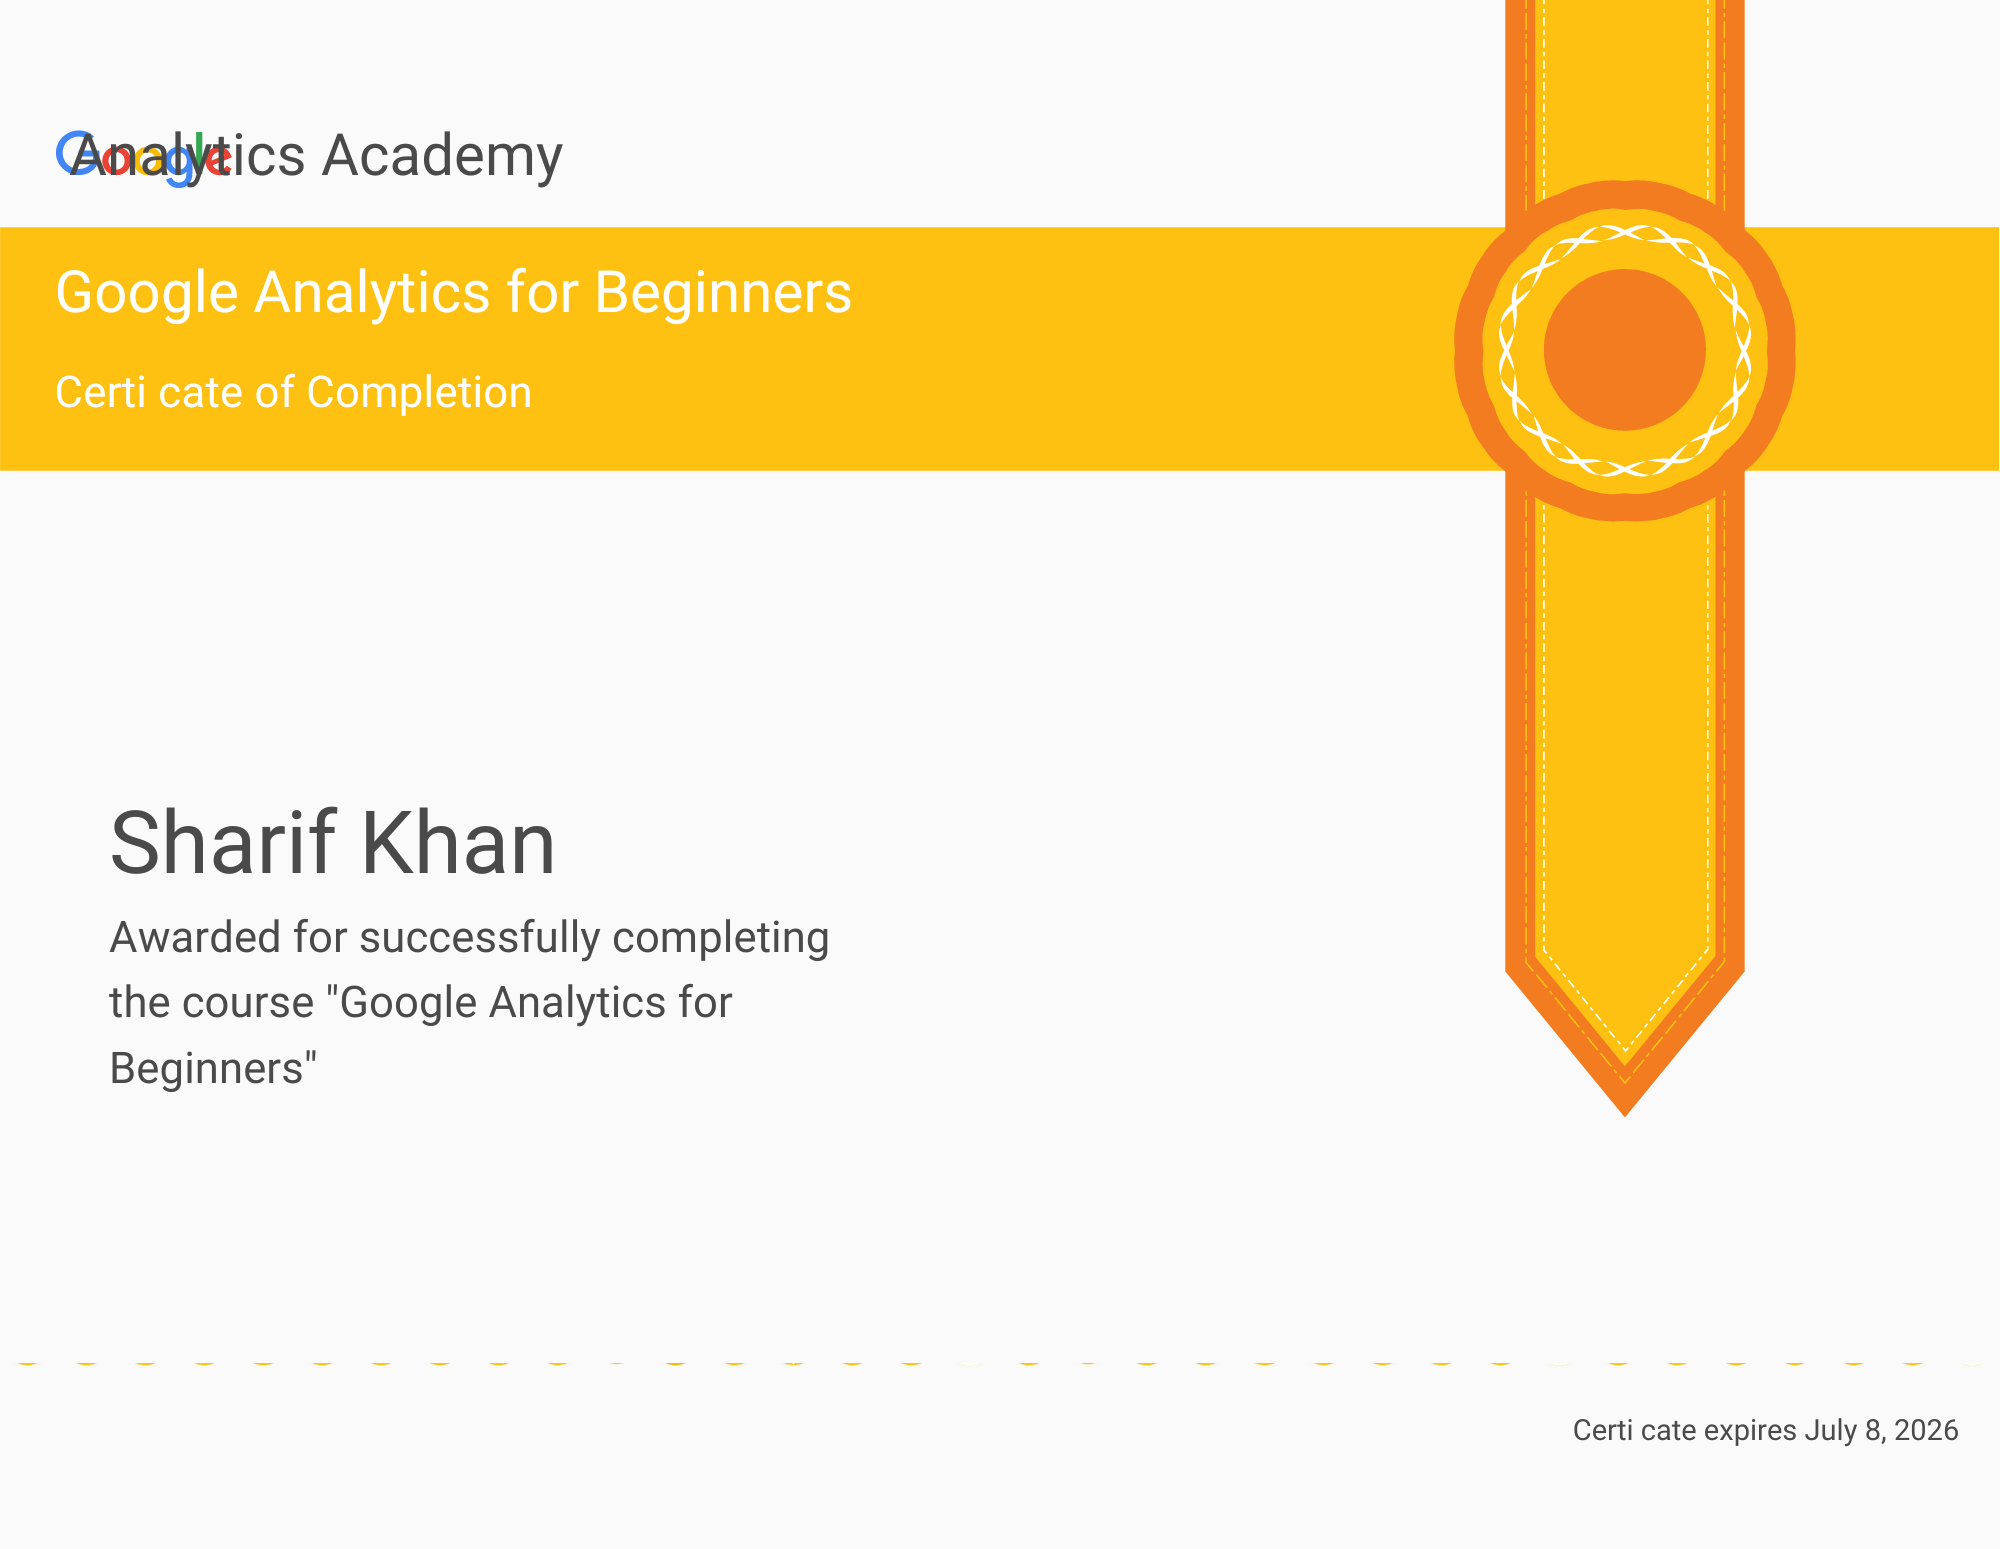 Google Analytics Academy
Google Analytics for Beginners
Certi cate of Completion
Sharif Khan
Awarded for successfully completing
the course "Google Analytics for
Beginners"
Certi cate expires July 8, 2026